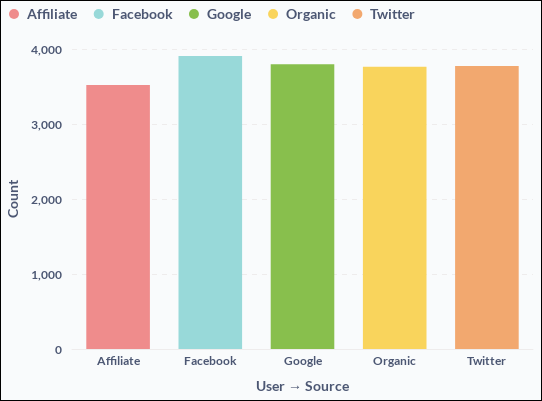 Affiliate Facebook Google Organic Twitter
4,000
3,000
2,000
1,000
0
Count
Affiliate Facebook Google Organic Twitter
User → Source